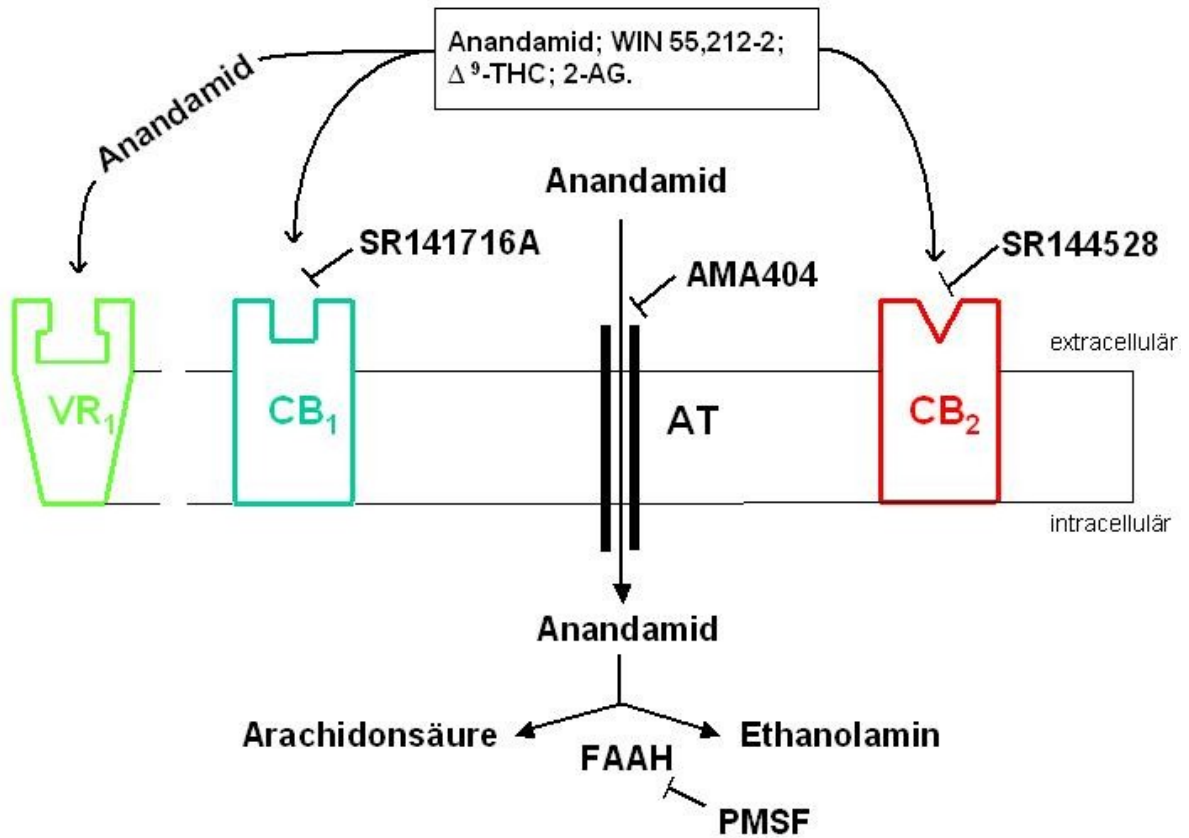 Anandamid; WIN 55,212-2;
Δ⁹-THC; 2-AG.
Anandamid
Anandamid
SR141716A
SR144528
AMA404
extracellulär
VR₁
CB₁
AT
CB₂
intracellulär
Anandamid
Arachidonsäure
Ethanolamin
FAAH
PMSF